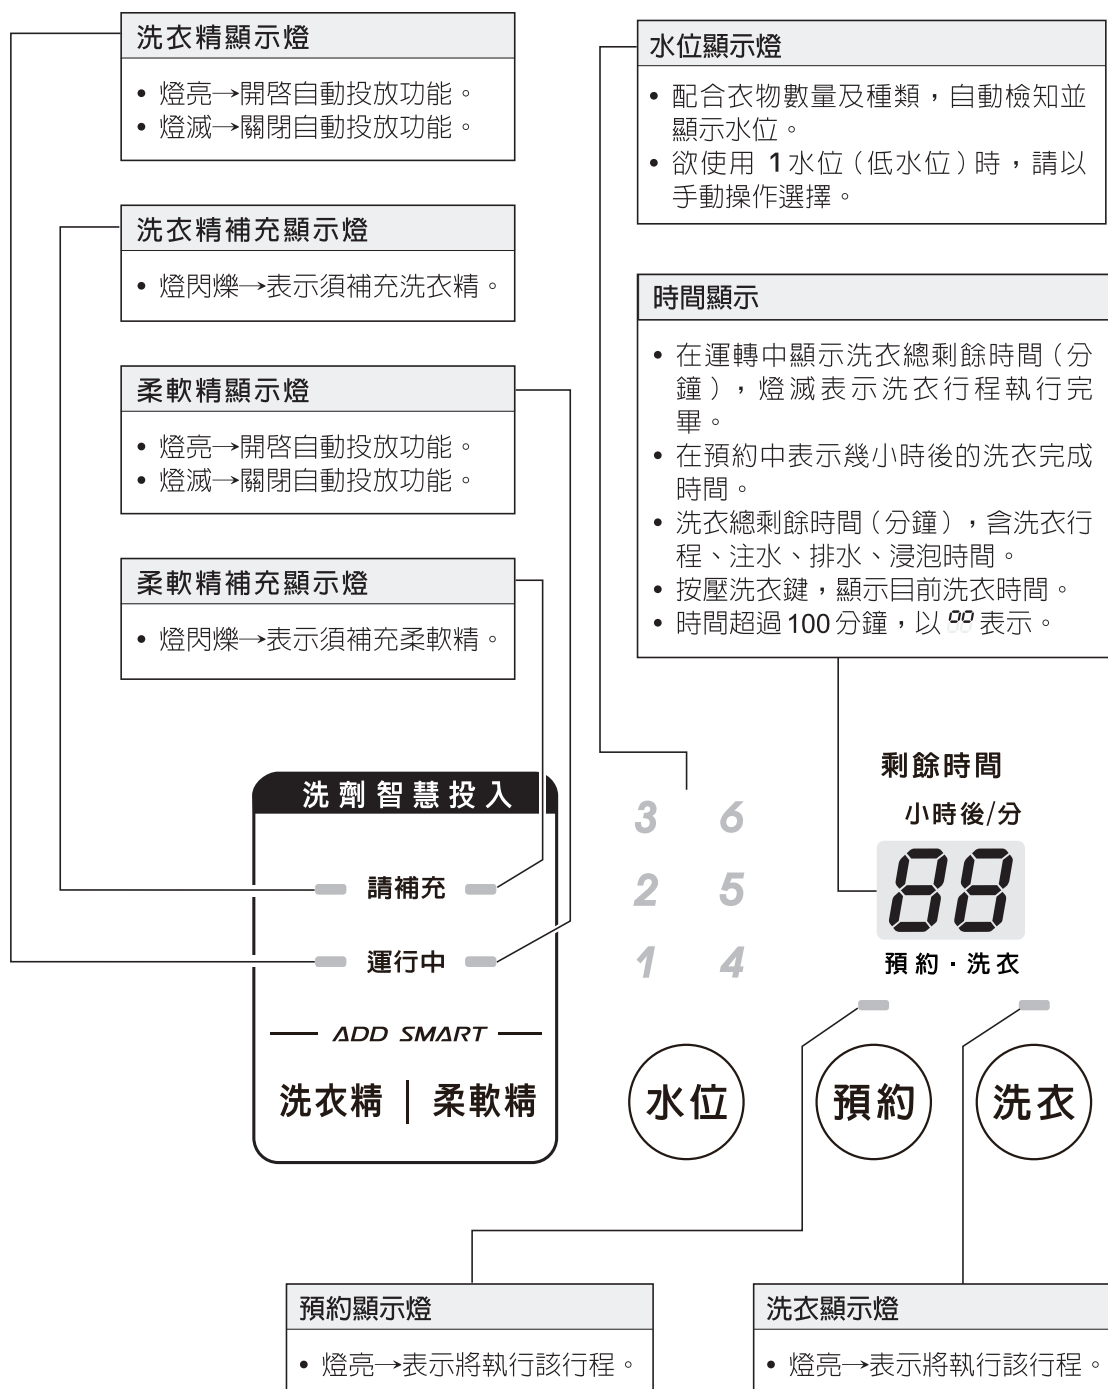 洗衣精顯示燈
• 燈亮→開啓自動投放功能。
• 燈滅→關閉自動投放功能。
洗衣精補充顯示燈
• 燈閃爍→表示須補充洗衣精。
柔軟精顯示燈
• 燈亮→開啓自動投放功能。
• 燈滅→關閉自動投放功能。
柔軟精補充顯示燈
• 燈閃爍→表示須補充柔軟精。
水位顯示燈
• 配合衣物數量及種類，自動檢知並
顯示水位。
• 欲使用 1水位(低水位)時，請以
手動操作選擇。
時間顯示
• 在運轉中顯示洗衣總剩餘時間(分
鐘)，燈滅表示洗衣行程執行完
畢。
• 在預約中表示幾小時後的洗衣完成
時間。
• 洗衣總剩餘時間(分鐘)，含洗衣行
程、注水、排水、浸泡時間。
• 按壓洗衣鍵，顯示目前洗衣時間。
• 時間超過100分鐘，以 表示。
洗劑智慧投入
請補充
運行中
ADD SMART
洗衣精 | 柔軟精
3 6
2 5
1 4
水位
剩餘時間
小時後/分
88
預約·洗衣
預約
洗衣
預約顯示燈
• 燈亮→表示將執行該行程。
洗衣顯示燈
• 燈亮→表示將執行該行程。